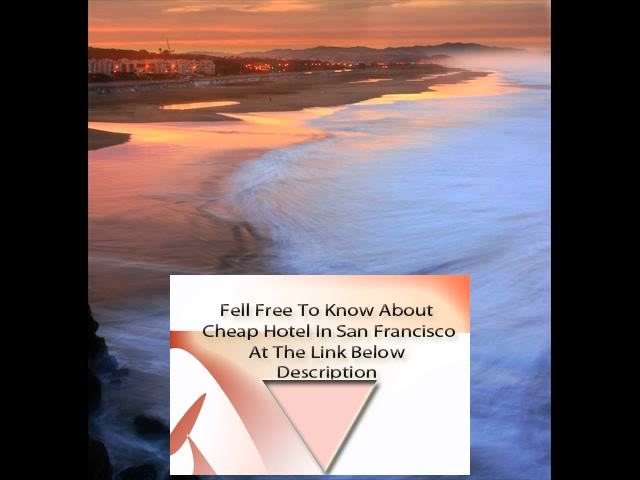 Fell Free To Know About
Cheap Hotel In San Francisco
At The Link Below
Description